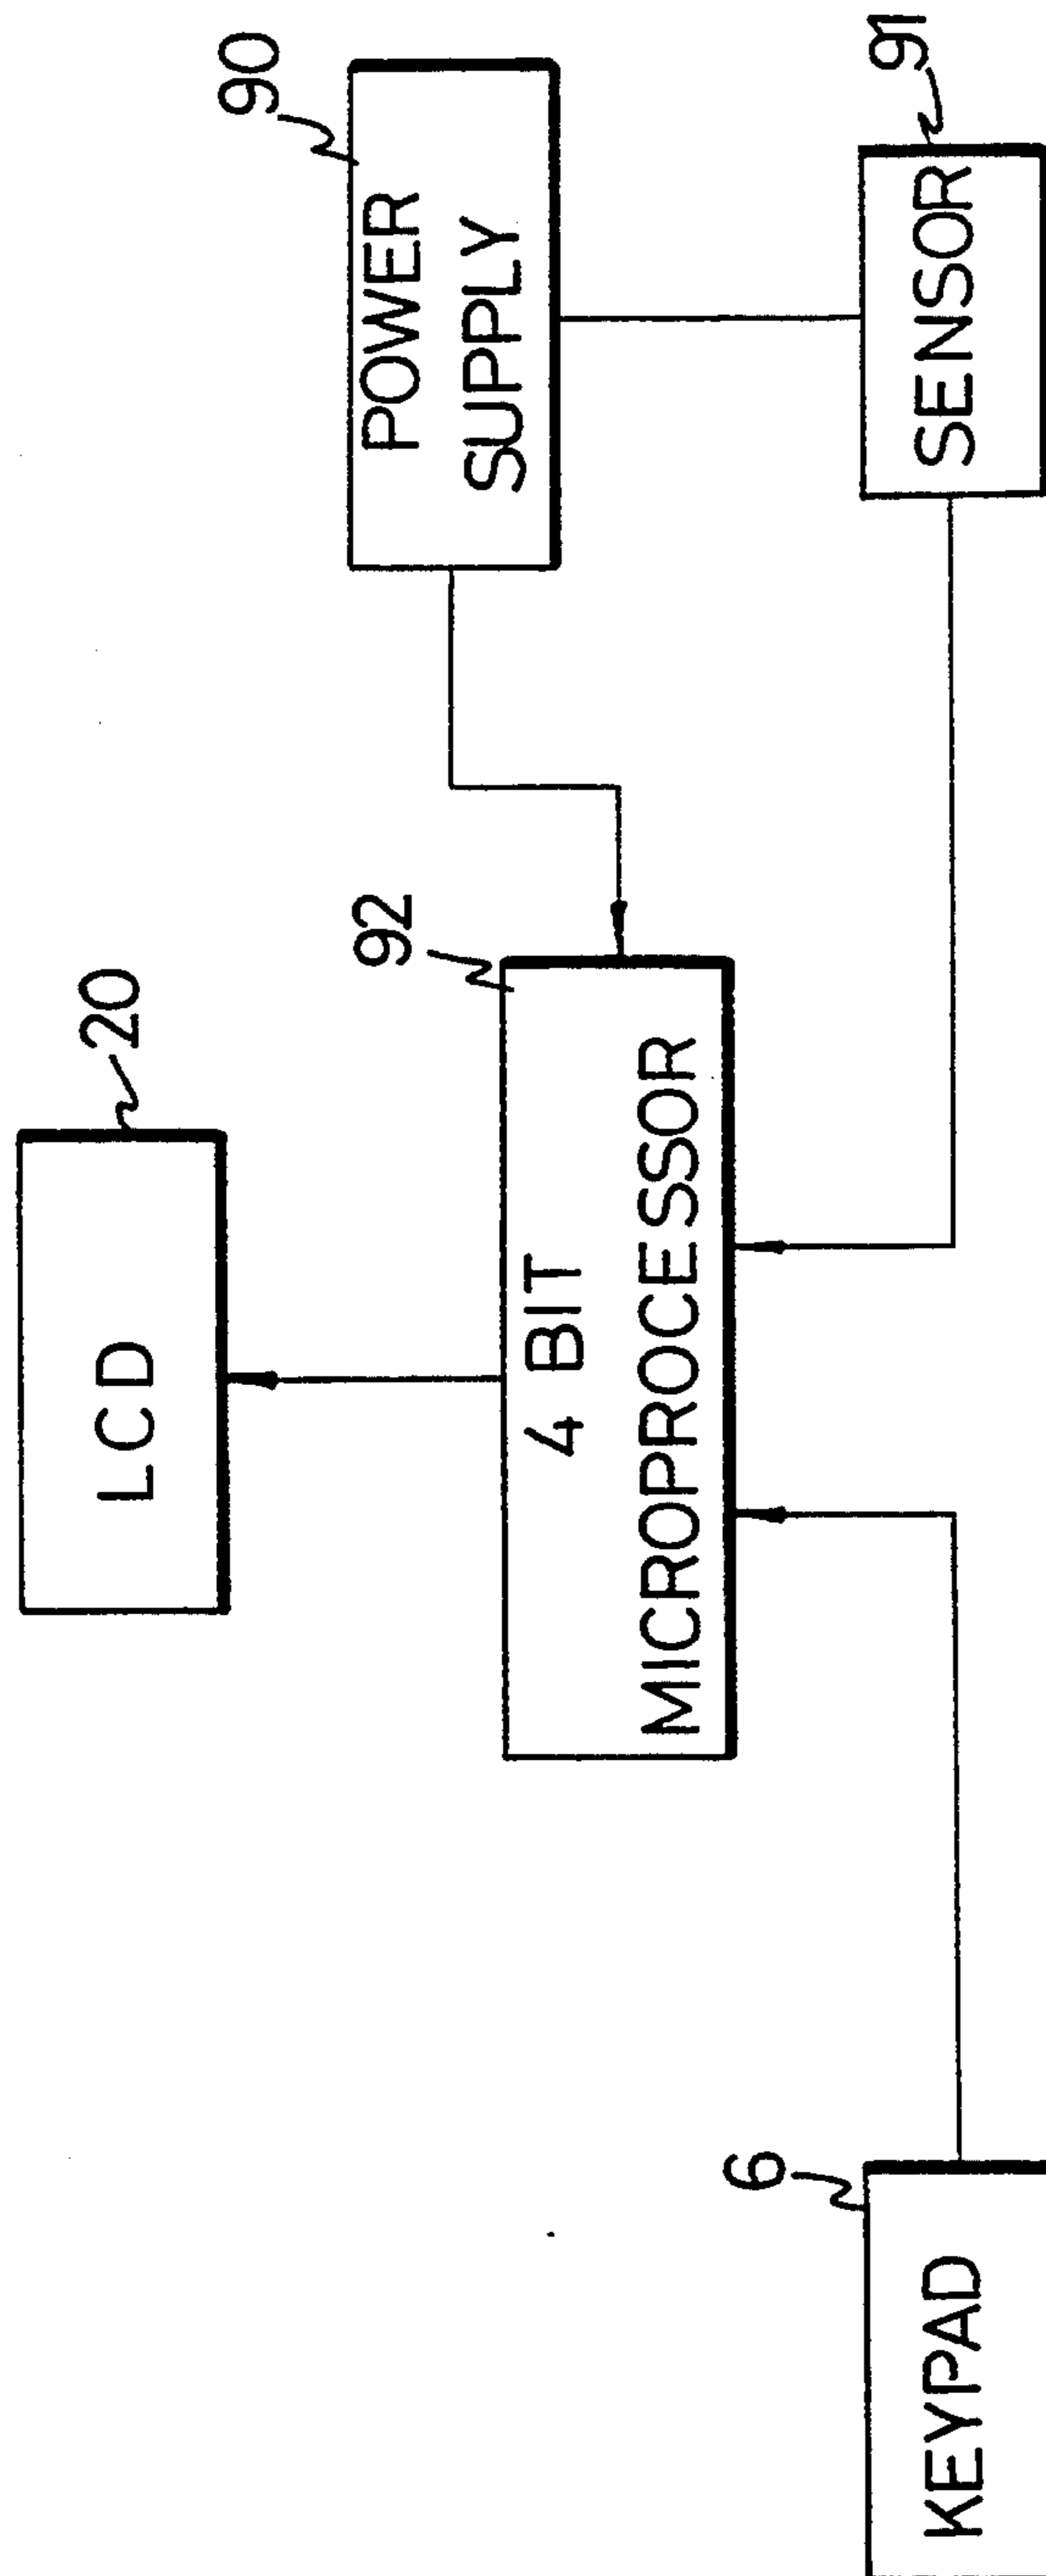 LCD
20
POWER
SUPPLY
90
4 BIT
MICROPROCESSOR
92
KEYPAD
6
SENSOR
91